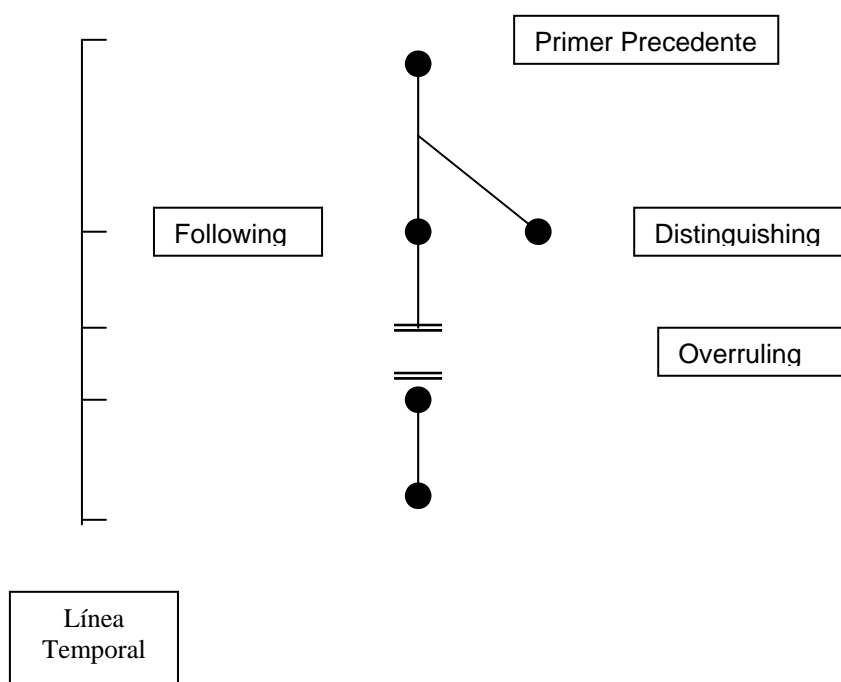 Primer Precedente
Following
Distinguishing
Overruling
Línea
Temporal